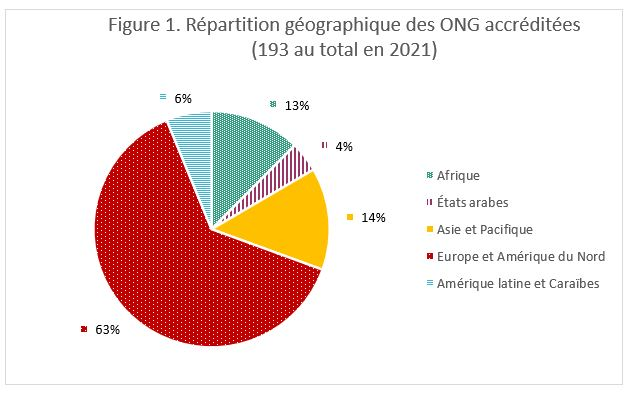 Figure 1. Répartition géographique des ONG accréditées
(193 au total en 2021)
6%
13%
4%
14%
63%
Afrique
États arabes
Asie et Pacifique
Europe et Amérique du Nord
Amérique latine et Caraïbes